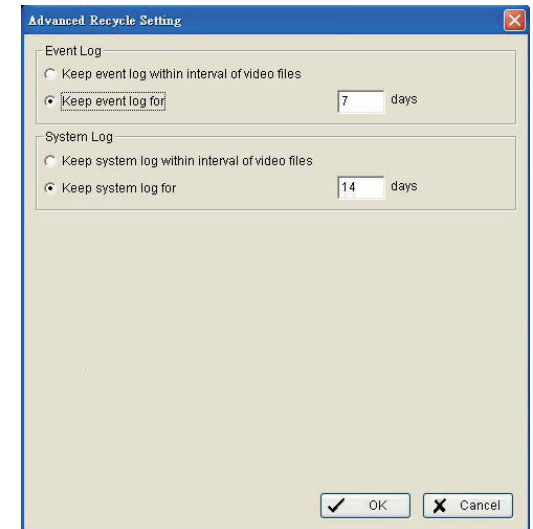 Advanced Recycle Setting
Event Log
Keep event log within interval of video files
Keep event log for 7 days
System Log
Keep system log within interval of video files
Keep system log for 14 days
OK Cancel